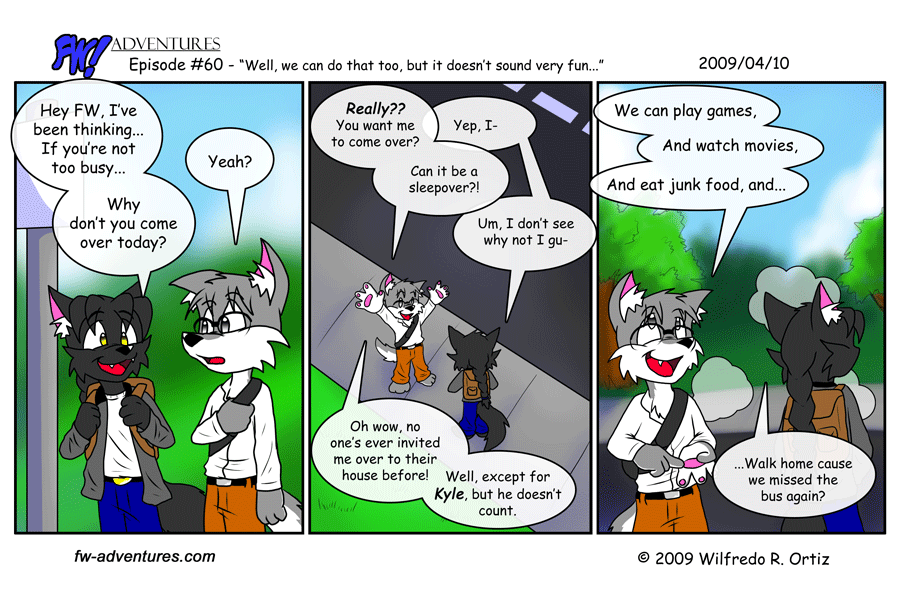 FW! ADVENTURES
Episode #60 - “Well, we can do that too, but it doesn’t sound very fun...”
2009/04/10
Hey FW, I’ve
been thinking...
If you’re not
too busy...
Why
don’t you come
over today?
Yeah?
Really??
You want me
to come over?
Yep, I-
Can it be a
sleepover?!
Um, I don’t see
why not I gu-
Oh wow, no
one’s ever invited
me over to their
house before!
Well, except for
Kyle, but he doesn’t
count.
We can play games,
And watch movies,
And eat junk food, and...
...Walk home cause
we missed the
bus again?
fw-adventures.com
© 2009 Wilfredo R. Ortiz